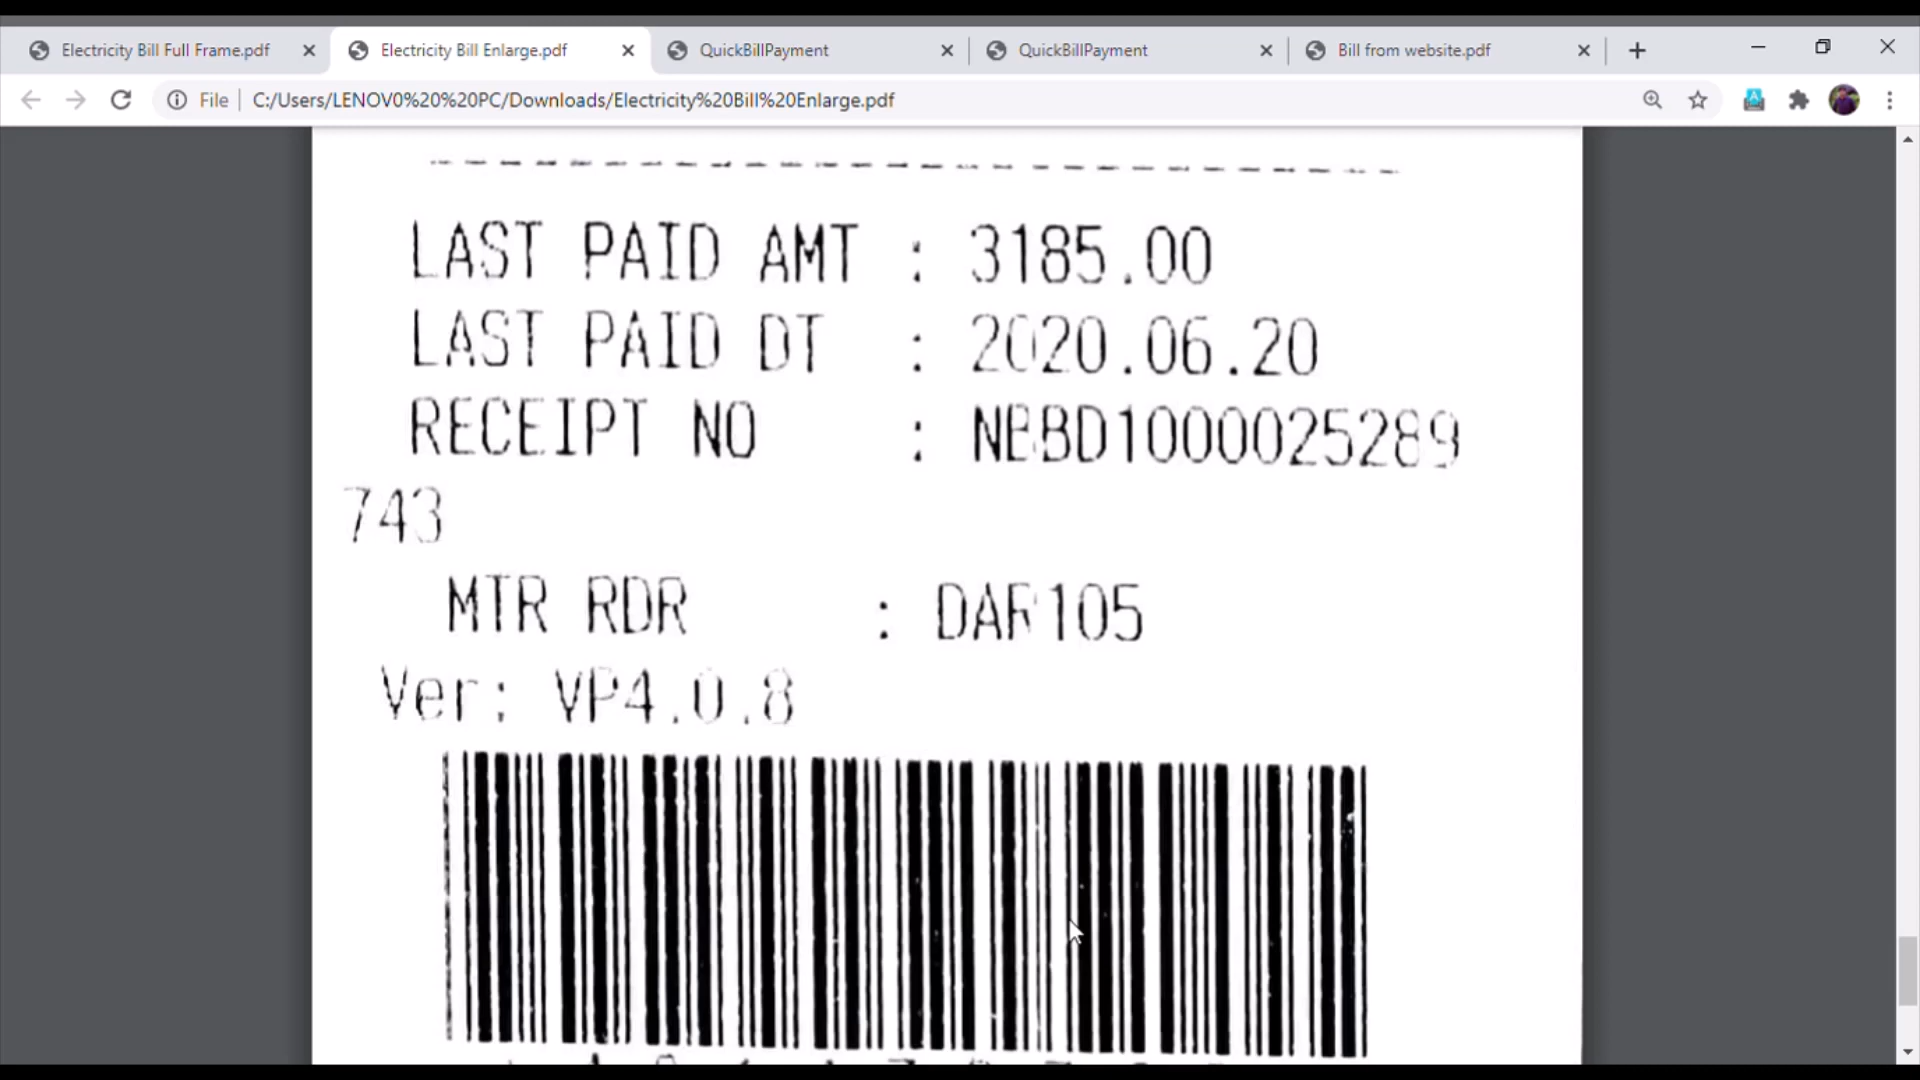 Electricity Bill Full Frame.pdf
Electricity Bill Enlarge.pdf
QuickBillPayment
QuickBillPayment
Bill from website.pdf
File
C:/Users/LENOV0%20%20PC/Downloads/Electricity%20Bill%20Enlarge.pdf
LAST PAID AMT : 3185.00
LAST PAID DT : 2020.06.20
RECEIPT NO : NBBD1000025289
743
MTR RDR : DAR105
Ver: VP4.0.8